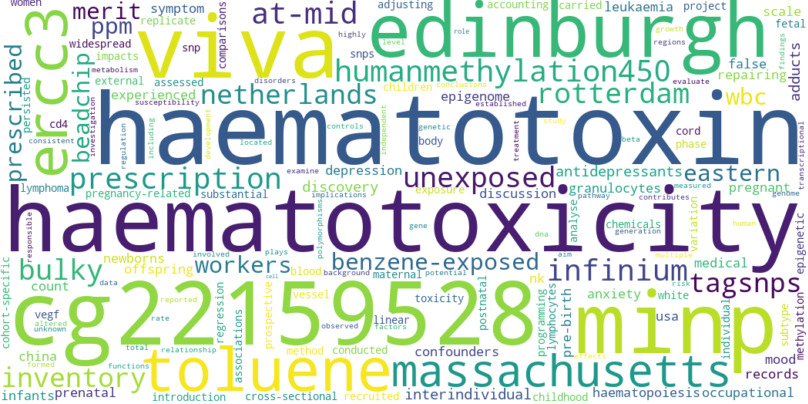 women symptom merit at-mid leukaemia adjusting accounting carried project scale
replicate ppm snp edinburgh highly level role growth regions fetal
widespread viva comparisons snps false findings
impacts external humanmethylation450 disorders conclusions repairing adducts
prescribed persisted ercc3 beadchip assessed metabolism children evaluate
experienced netherlands epigenome established rotterdam wbc
consistent cd4 investigation susceptibility haematotoxin cord phase
regulation including located development controls independent genetic body treatment study beta transcriptional
lymphoma prescription depression unexposed antidepressants eastern
pregnancy-related substantial discovery examine implications exposure discussion granulocytes measured pregnant
contributes pathway genome
responsible haematotoxicity
polymorphisms gene dna generation chemicals analyse variation aim human epigenetic
newborns offspring involved plays blood background maternal cell potential multiple medical
bulky workers benzene-exposed nk infinium risk tagsnps
cohort-specific count data reported vessel toxicity postnatal anxiety white individual methylation
vegf altered unknown rate regression prospective observed factors linear programming lymphocytes pre-birth usa subtype
cg22159528 minp
china total relationship associations method conducted confounders effects mood
formed functions inventory toluene massachusetts records
infants prenatal introduction cross-sectional recruited interindividual childhood haematopoiesis occupational